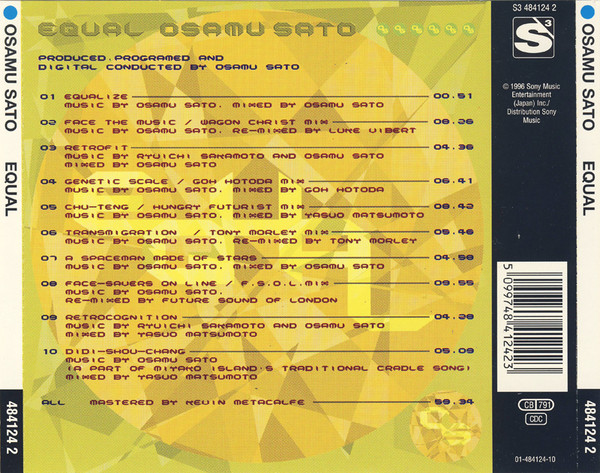 EQUAL OSAMU SATO
PRODUCED, PROGRAMED AND
DIGITAL CONDUCTED BY OSAMU SATO
01 EQUALIZE 00.51
MUSIC BY OSAMU SATO. MIXED BY OSAMU SATO
02 FACE THE MUSIC / WAGON CHRIST MIX 08.26
MUSIC BY OSAMU SATO. RE-MIXED BY LUKE VIBERT
03 RETROFIT 04.36
MUSIC BY RYUICHI SAKAMOTO AND OSAMU SATO
MIXED BY OSAMU SATO
04 GENETIC SCALE / GOH HOTODA MIX 06.41
MUSIC BY OSAMU SATO. MIXED BY GOH HOTODA
05 CHU-TENG / HUNGRY FUTURIST MIX 08.42
MUSIC BY OSAMU SATO. MIXED BY YASUO MATSUMOTO
06 TRANSMIGRATION / TONY MORLEY MIX 05.46
MUSIC BY OSAMU SATO. RE-MIXED BY TONY MORLEY
07 A SPACEMAN MADE OF STARS 04.58
MUSIC BY OSAMU SATO. MIXED BY OSAMU SATO
08 FACE-SAVERS ON LINE / F.S.O.L.MIX 09.55
MUSIC BY OSAMU SATO.
RE-MIXED BY FUTURE SOUND OF LONDON
09 RETROCOGNITION 04.28
MUSIC BY RYUICHI SAKAMOTO AND OSAMU SATO
MIXED BY YASUO MATSUMOTO
10 DIDI-SHOU-CHANG 05.09
MUSIC BY OSAMU SATO
(A PART OF MIYAKO ISLAND'S TRADITIONAL CRADLE SONG)
MIXED BY YASUO MATSUMOTO
ALL MASTERED BY KEVIN METCALFE 59.34
OSAMU SATO EQUAL 484124 2
S3 484124 2
S3
© 1996 Sony Music
Entertainment
(Japan) Inc./
Distribution Sony
Music
5 099748 412423
CB 791
CDC
01-484124-10
OSAMU SATO EQUAL 484124 2